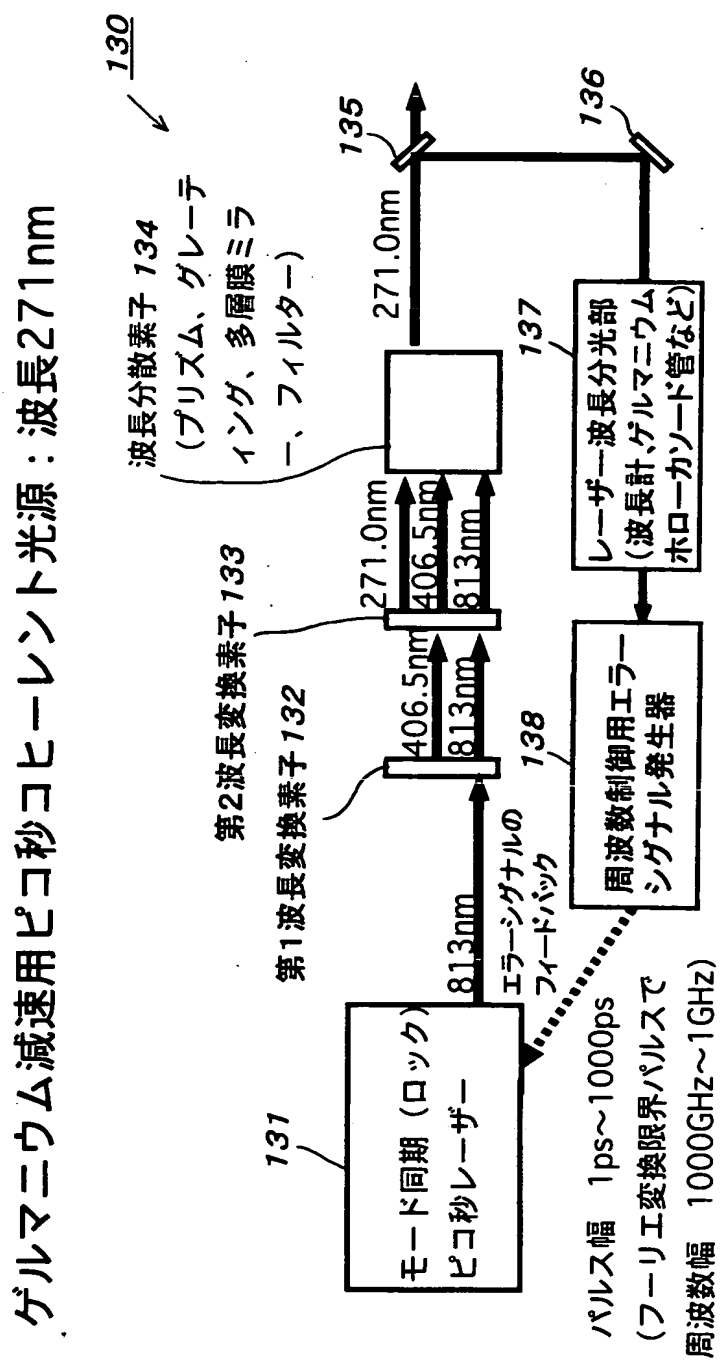 ゲルマニウム減速用ピコ秒コヒーレント光源：波長271nm
130
波長分散素子 134
（プリズム、グレーテ
ィング、多層膜ミラ
ー、フィルター）
第2波長変換素子 133
第1波長変換素子 132
131
モード同期（ロック）
ピコ秒レーザー
813nm
406.5nm
813nm
271.0nm
406.5nm
813nm
271.0nm
135
136
137
レーザー波長分光部
（波長計、ゲルマニウム
ホローカソード管など）
138
周波数制御用エラー
シグナル発生器
エラーシグナルの
フィードバック
パルス幅 1ps～1000ps
（フーリエ変換限界パルスで
周波数幅 1000GHz～1GHz）